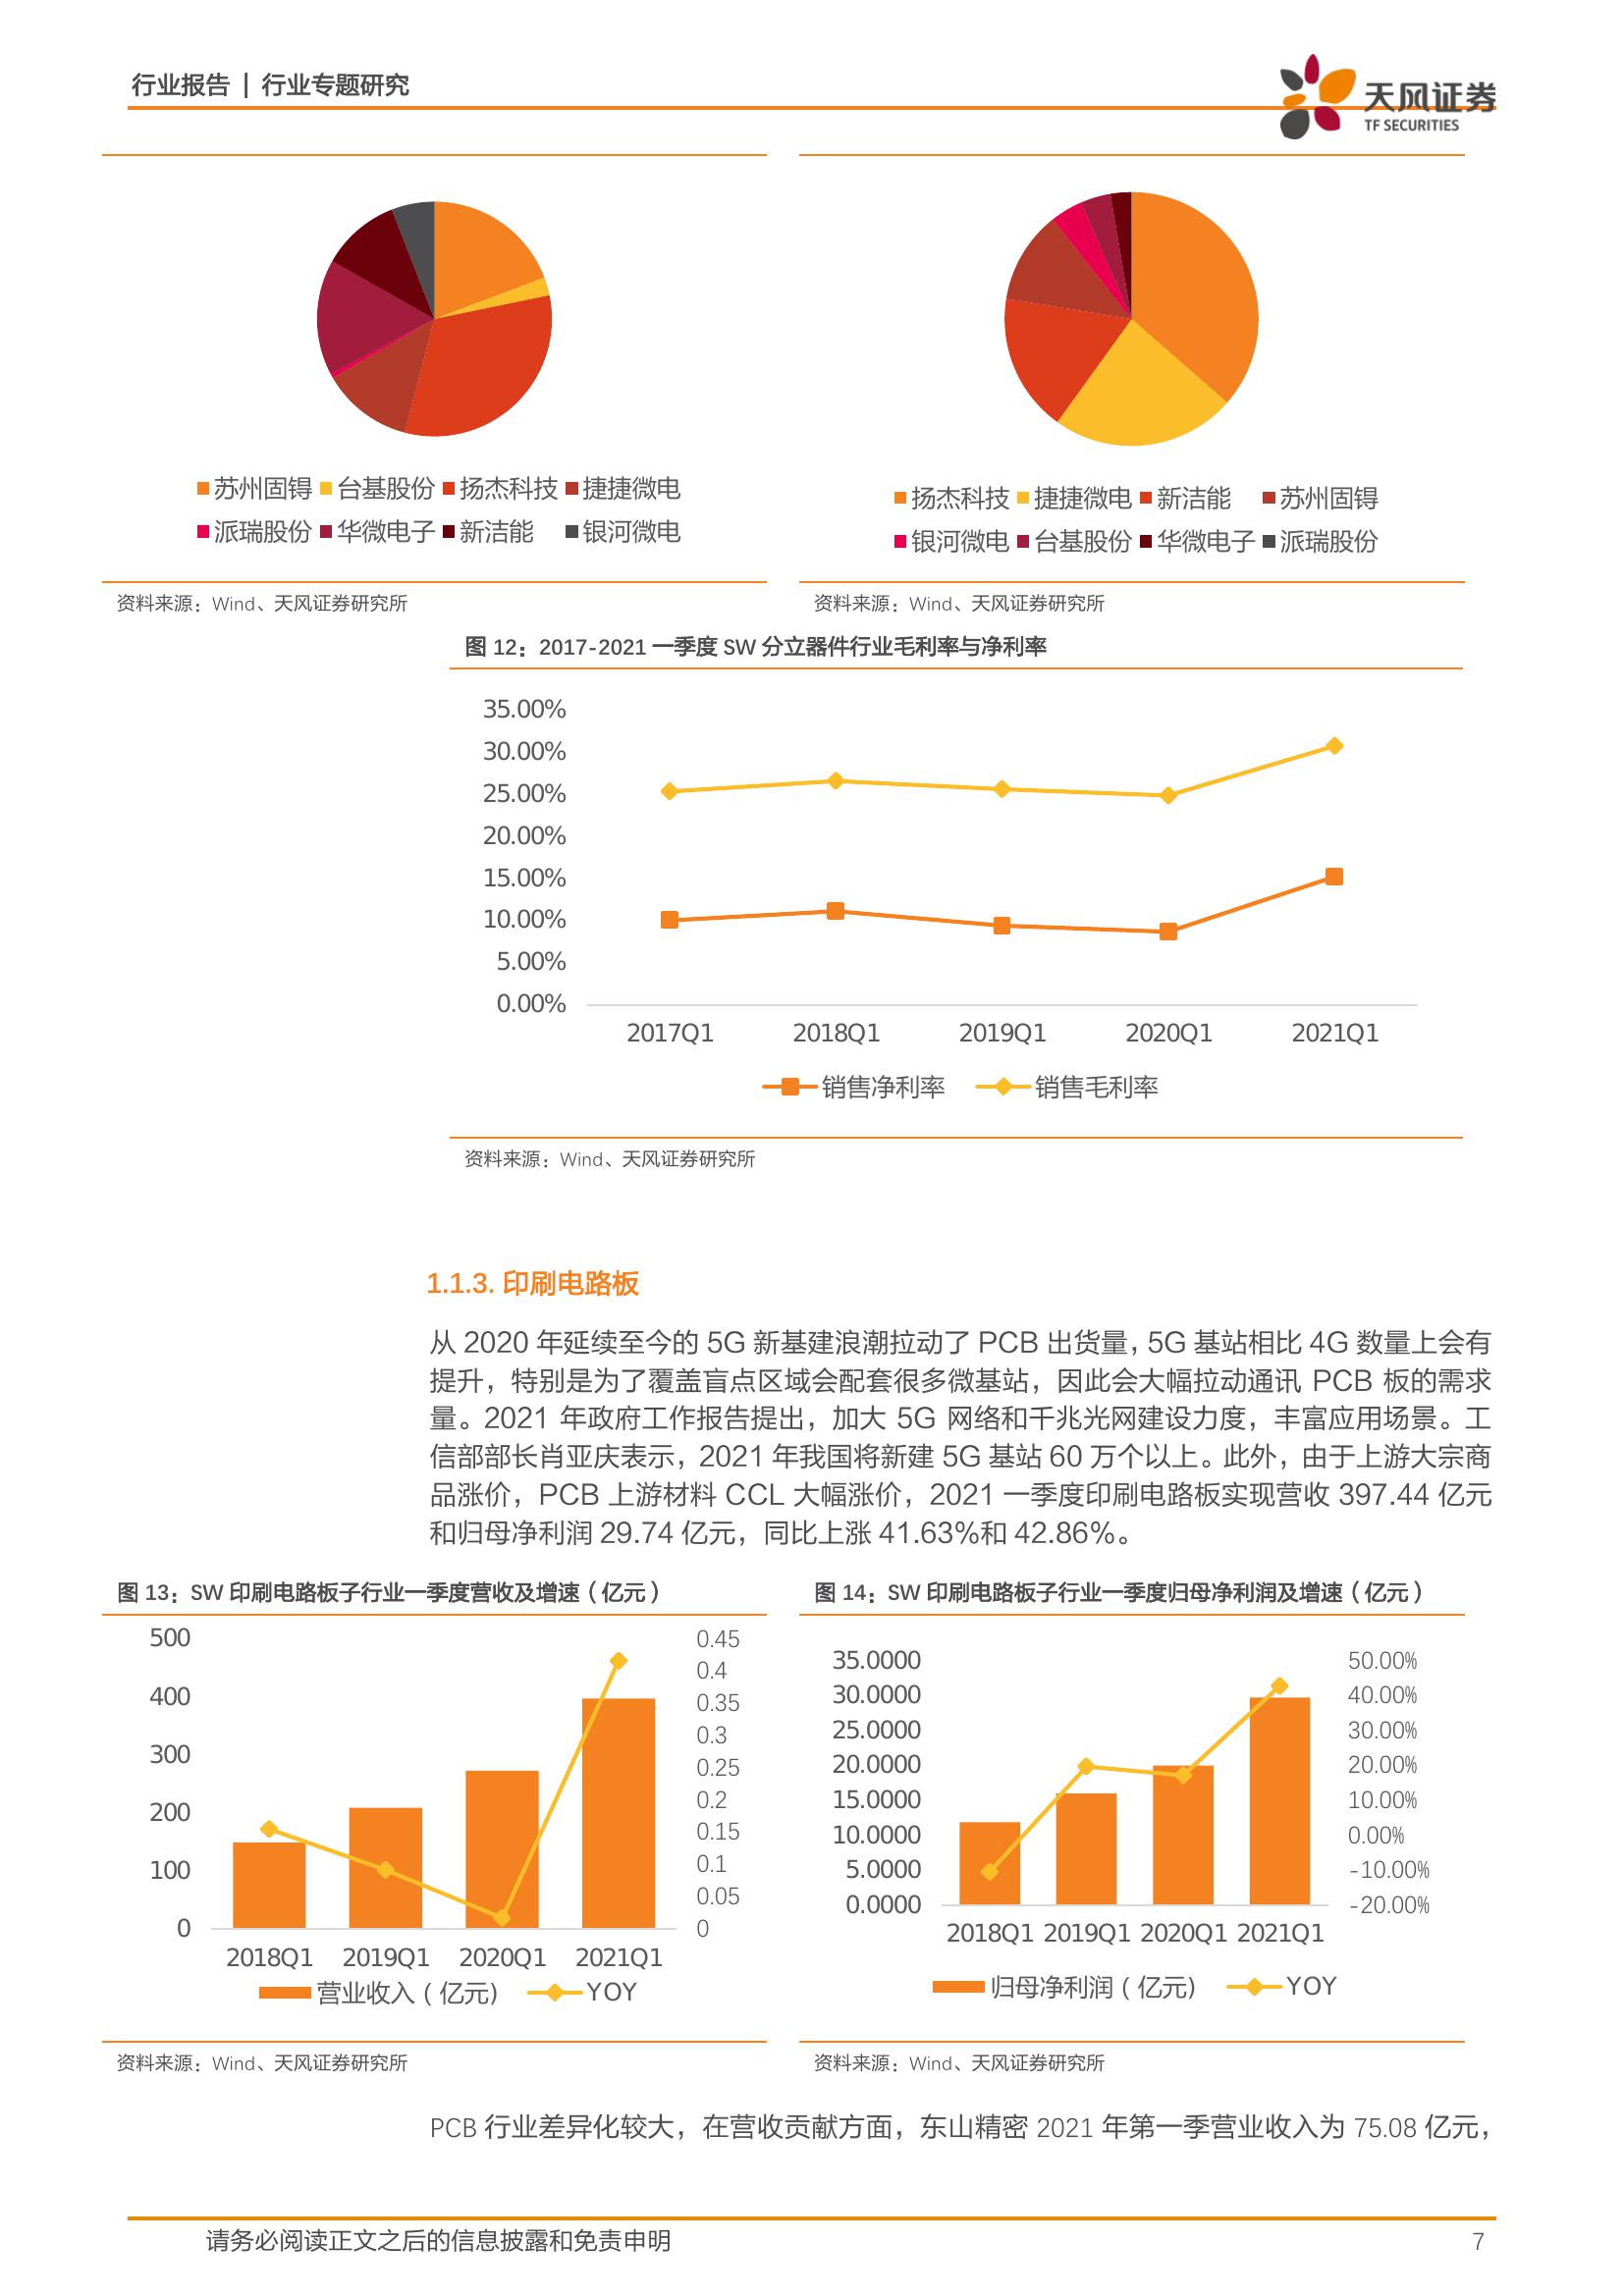 行业报告 | 行业专题研究
天风证券
TF SECURITIES
苏州固锝 台基股份 扬杰科技 捷捷微电
派瑞股份 华微电子 新洁能 银河微电
扬杰科技 捷捷微电 新洁能 苏州固锝
银河微电 台基股份 华微电子 派瑞股份
资料来源：Wind、天风证券研究所
资料来源：Wind、天风证券研究所
图 12：2017-2021 一季度 SW 分立器件行业毛利率与净利率
35.00%
30.00%
25.00%
20.00%
15.00%
10.00%
5.00%
0.00%
2017Q1 2018Q1 2019Q1 2020Q1 2021Q1
销售净利率 销售毛利率
资料来源：Wind、天风证券研究所
1.1.3. 印刷电路板
从 2020 年延续至今的 5G 新基建浪潮拉动了 PCB 出货量，5G 基站相比 4G 数量上会有
提升，特别是为了覆盖盲点区域会配套很多微基站，因此会大幅拉动通讯 PCB 板的需求
量。2021 年政府工作报告提出，加大 5G 网络和千兆光网建设力度，丰富应用场景。工
信部部长肖亚庆表示，2021 年我国将新建 5G 基站 60 万个以上。此外，由于上游大宗商
品涨价，PCB 上游材料 CCL 大幅涨价，2021 一季度印刷电路板实现营收 397.44 亿元
和归母净利润 29.74 亿元，同比上涨 41.63%和 42.86%。
图 13：SW 印刷电路板子行业一季度营收及增速（亿元）
500
400
300
200
100
0
0.45
0.4
0.35
0.3
0.25
0.2
0.15
0.1
0.05
0
2018Q1 2019Q1 2020Q1 2021Q1
营业收入（亿元） YOY
资料来源：Wind、天风证券研究所
图 14：SW 印刷电路板子行业一季度归母净利润及增速（亿元）
35.0000
30.0000
25.0000
20.0000
15.0000
10.0000
5.0000
0.0000
50.00%
40.00%
30.00%
20.00%
10.00%
0.00%
-10.00%
-20.00%
2018Q1 2019Q1 2020Q1 2021Q1
归母净利润（亿元） YOY
资料来源：Wind、天风证券研究所
PCB 行业差异化较大，在营收贡献方面，东山精密 2021 年第一季营业收入为 75.08 亿元，
请务必阅读正文之后的信息披露和免责申明
7